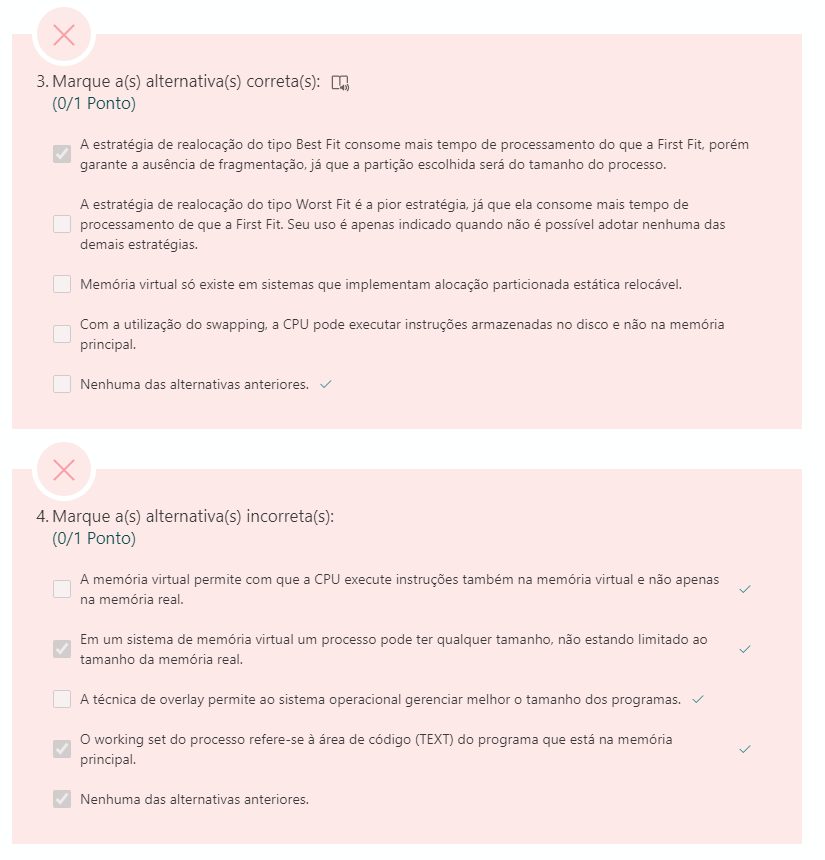 3. Marque a(s) alternativa(s) correta(s):
(0/1 Ponto)
A estratégia de realocação do tipo Best Fit consome mais tempo de processamento do que a First Fit, porém
garante a ausência de fragmentação, já que a partição escolhida será do tamanho do processo.
A estratégia de realocação do tipo Worst Fit é a pior estratégia, já que ela consome mais tempo de
processamento de que a First Fit. Seu uso é apenas indicado quando não é possível adotar nenhuma das
demais estratégias.
Memória virtual só existe em sistemas que implementam alocação particionada estática relocável.
Com a utilização do swapping, a CPU pode executar instruções armazenadas no disco e não na memória
principal.
Nenhuma das alternativas anteriores.
4. Marque a(s) alternativa(s) incorreta(s):
(0/1 Ponto)
A memória virtual permite com que a CPU execute instruções também na memória virtual e não apenas
na memória real.
Em um sistema de memória virtual um processo pode ter qualquer tamanho, não estando limitado ao
tamanho da memória real.
A técnica de overlay permite ao sistema operacional gerenciar melhor o tamanho dos programas.
O working set do processo refere-se à área de código (TEXT) do programa que está na memória
principal.
Nenhuma das alternativas anteriores.